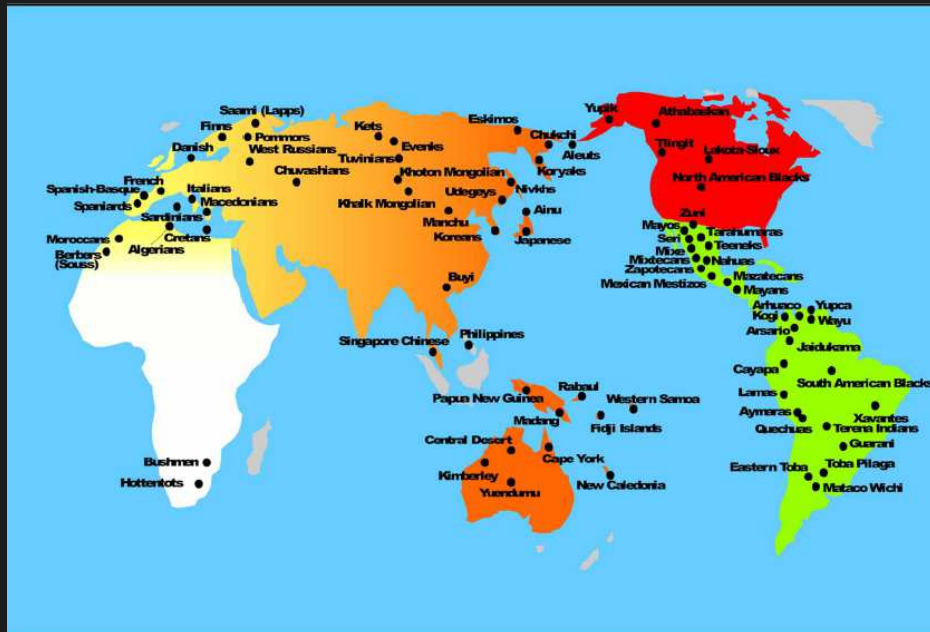 Saami (Lapps)
Finns
Pommors
Danish
West Russians
Kets
Evenks
Tuvinians
Chuvashians
Khoton Mongolian
Khalk Mongolian
Eskimos
Chukchi
Aleuts
Koryaks
Nivkhs
Udegeys
Ainu
Manchu
Koreans
Japanese
French
Spanish-Basque
Spaniards
Italians
Macedonians
Sardinians
Cretans
Algerians
Moroccans
Berbers
(Souss)
Buyi
Singapore Chinese
Philippines
Papua New Guinea
Rabaul
Western Samoa
Madang
Fidji Islands
Central Desert
Cape York
Kimberley
Yuendumu
New Caledonia
Bushmen
Hottentots
Yupik
Athabaskan
Tlingit
Lakota-Sioux
North American Blacks
Zuni
Mayos
Tarahumaras
Seri
Teeneks
Mixe
Mixtecans
Nahuas
Zapotecans
Mazatecans
Mexican Mestizos
Mayans
Arhuaco
Yupca
Kogi
Wayu
Arsario
Jaidukama
Cayapa
South American Blacks
Lamas
Aymaras
Xavantes
Quechuas
Terena Indians
Guarani
Eastern Toba
Toba Pilaga
Mataco Wichi